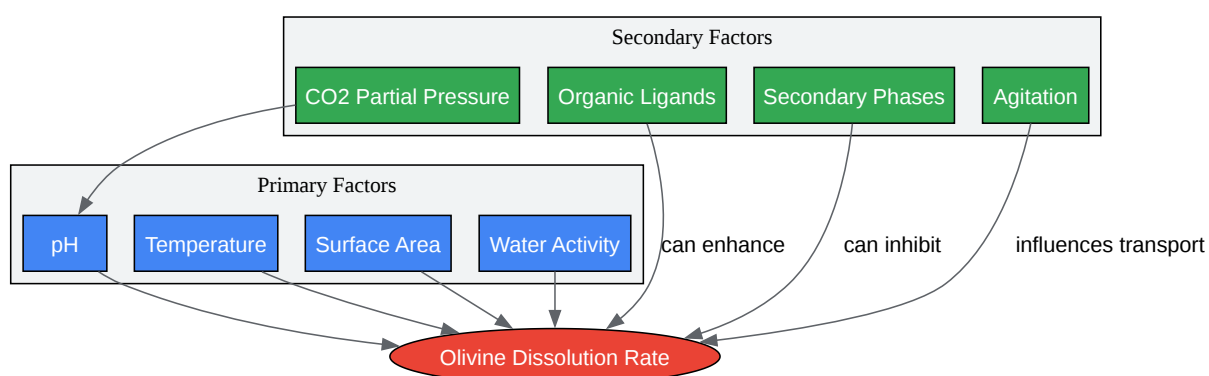 Secondary Factors
CO2 Partial Pressure
Organic Ligands
Secondary Phases
Agitation
Primary Factors
pH
Temperature
Surface Area
Water Activity
can enhance
can inhibit
influences transport
Olivine Dissolution Rate